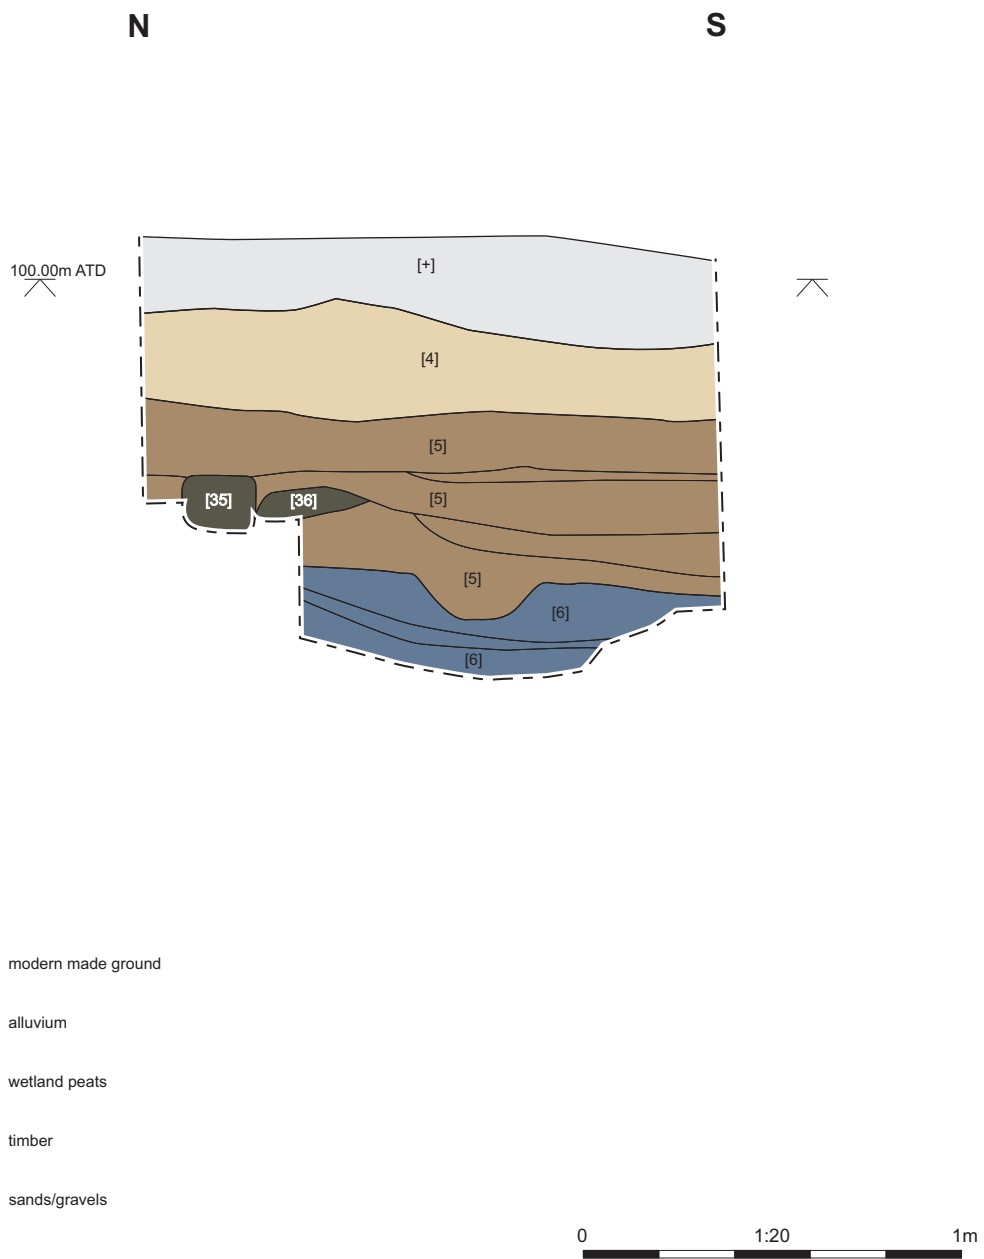 N S
100.00m ATD
[+]
[4]
[5]
[35] [36] [5]
[5]
[6]
[6]
modern made ground
alluvium
wetland peats
timber
sands/gravels
0 1:20 1m